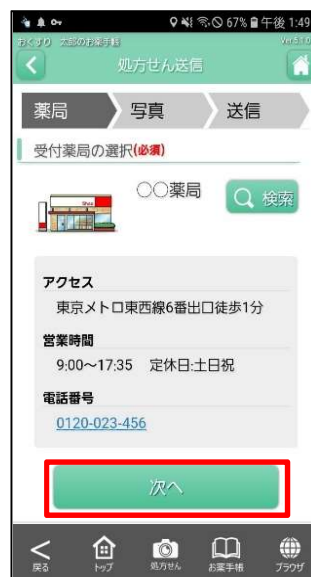 67% 午後 1:49
おくすり 太郎のお薬手帳 Ver5.1.0
処方せん送信
薬局 写真 送信
受付薬局の選択(必須)
〇〇薬局
検索
アクセス
東京メトロ東西線6番出口徒歩1分
営業時間
9:00～17:35 定休日:土日祝
電話番号
0120-023-456
次へ
戻る トップ 処方せん お薬手帳 ブラウザ